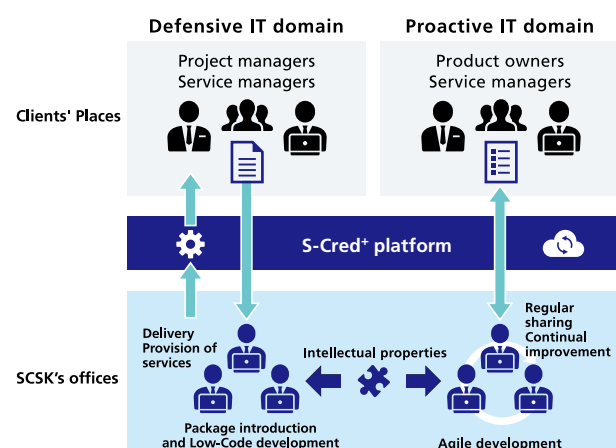 Defensive IT domain
Proactive IT domain
Project managers
Service managers
Product owners
Service managers
Clients' Places
S-Cred+ platform
Delivery
Provision of
services
Regular
sharing
Continual
improvement
Intellectual properties
SCSK's offices
Package introduction
and Low-Code development
Agile development